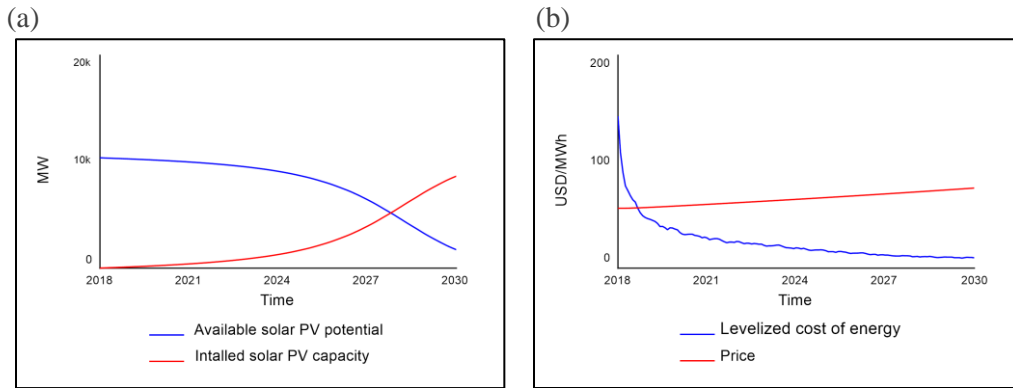 (a)
20k
10k
0
MW
2018 2021 2024 2027 2030
Time
Available solar PV potential
Intalled solar PV capacity
(b)
200
100
0
USD/MWh
2018 2021 2024 2027 2030
Time
Levelized cost of energy
Price